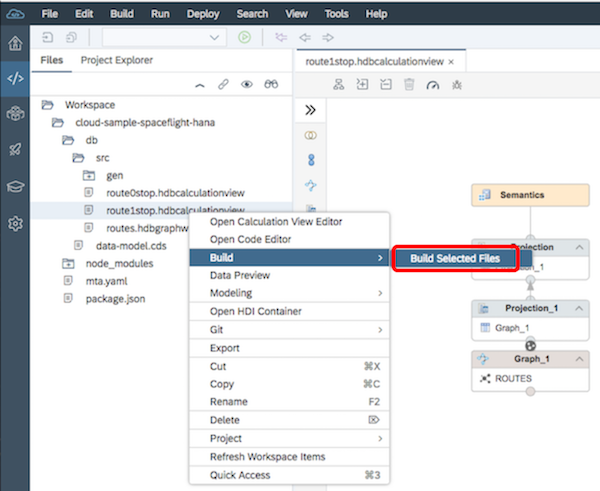 File Edit Build Run Deploy Search View Tools Help
Files Project Explorer
route1stop.hdbcalculationview ×
Workspace
cloud-sample-spaceflight-hana
db
src
gen
route0stop.hdbcalculationview
route1stop.hdbcalculationview
routes.hdbgraphw
data-model.cds
node_modules
mta.yaml
package.json
Open Calculation View Editor
Open Code Editor
Build
Build Selected Files
Data Preview
Modeling
Open HDI Container
Git
Export
Cut ⌘X
Copy ⌘C
Rename F2
Delete
Project
Refresh Workspace Items
Quick Access ⌘3
Semantics
Projection
Projection_1
Graph_1
Graph_1
ROUTES